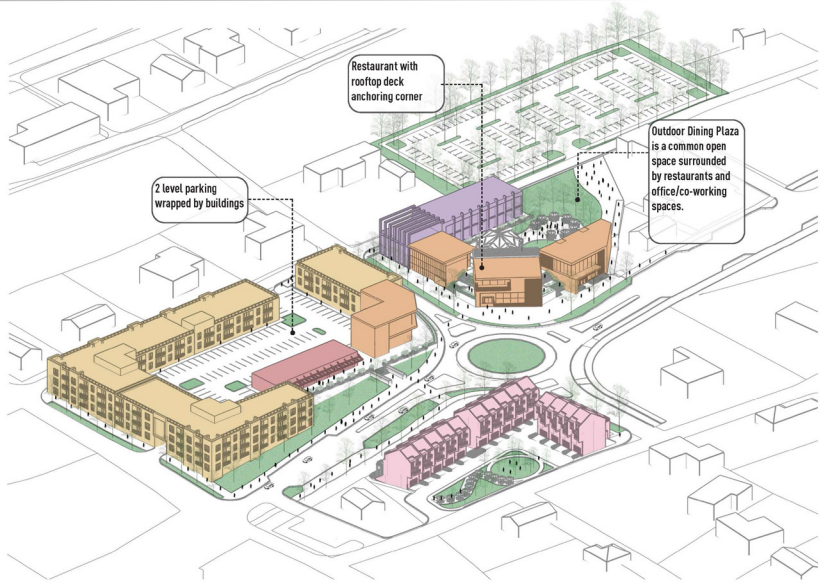 Restaurant with
rooftop deck
anchoring corner
Outdoor Dining Plaza
is a common open
space surrounded
by restaurants and
office/co-working
spaces.
2 level parking
wrapped by buildings